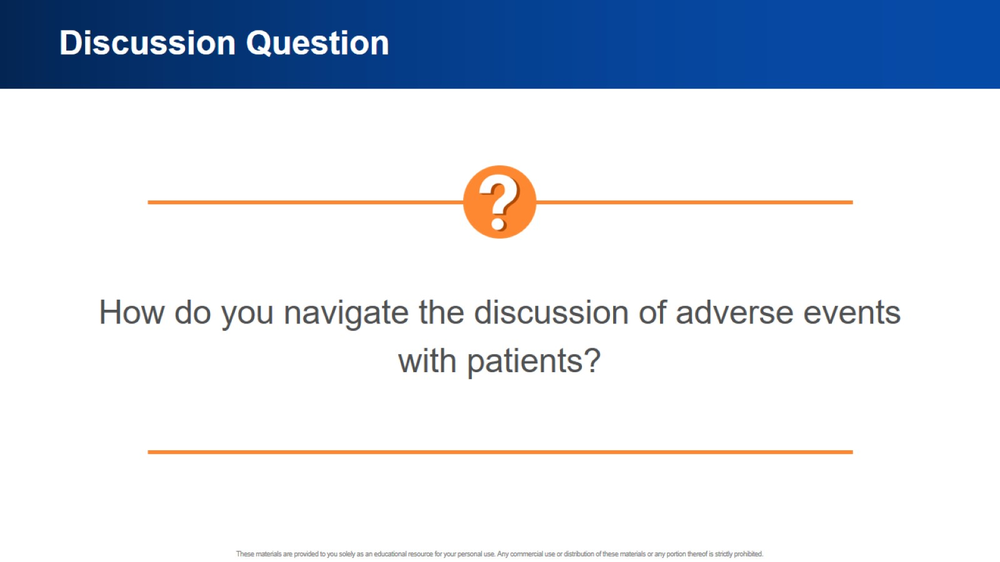 Discussion Question
?
How do you navigate the discussion of adverse events
with patients?
These materials are provided to you solely as an educational resource for your personal use. Any commercial use or distribution of these materials or any portion thereof is strictly prohibited.